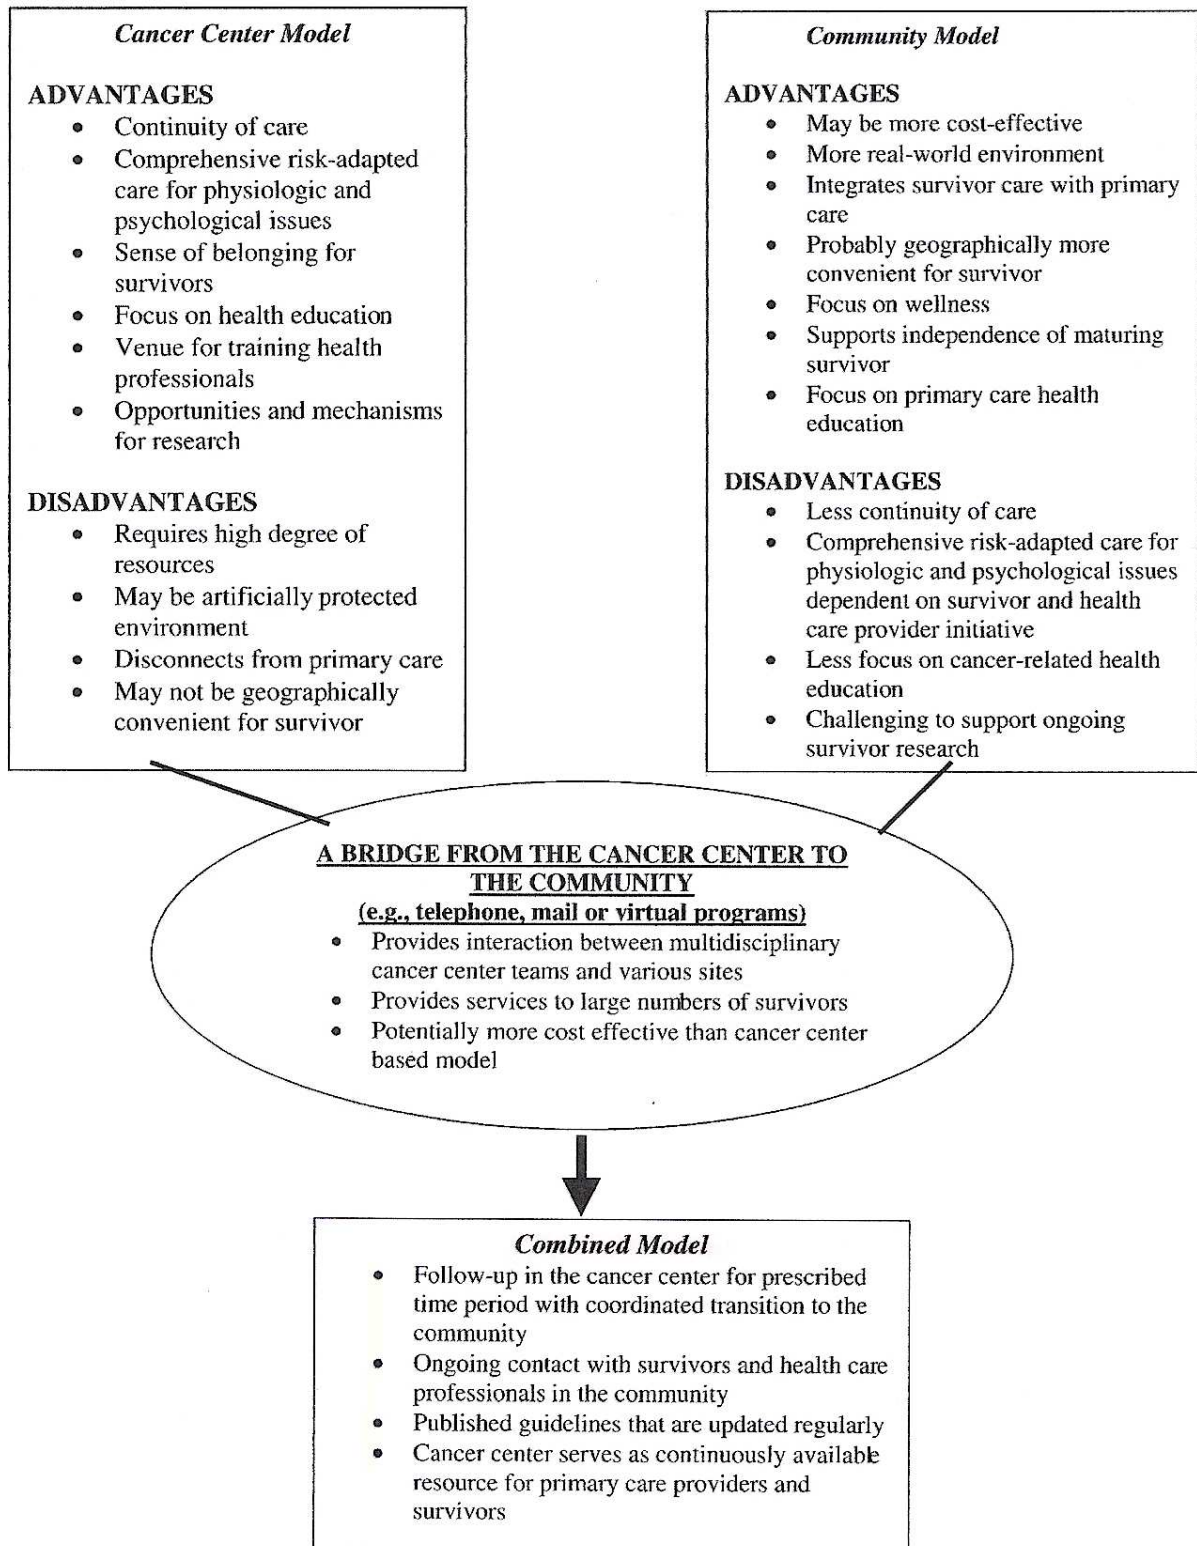 Cancer Center Model
ADVANTAGES
• Continuity of care
• Comprehensive risk-adapted
care for physiologic and
psychological issues
• Sense of belonging for
survivors
• Focus on health education
• Venue for training health
professionals
• Opportunities and mechanisms
for research
DISADVANTAGES
• Requires high degree of
resources
• May be artificially protected
environment
• Disconnects from primary care
• May not be geographically
convenient for survivor
Community Model
ADVANTAGES
• May be more cost-effective
• More real-world environment
• Integrates survivor care with primary
care
• Probably geographically more
convenient for survivor
• Focus on wellness
• Supports independence of maturing
survivor
• Focus on primary care health
education
DISADVANTAGES
• Less continuity of care
• Comprehensive risk-adapted care for
physiologic and psychological issues
dependent on survivor and health
care provider initiative
• Less focus on cancer-related health
education
• Challenging to support ongoing
survivor research
A BRIDGE FROM THE CANCER CENTER TO
THE COMMUNITY
(e.g., telephone, mail or virtual programs)
• Provides interaction between multidisciplinary
cancer center teams and various sites
• Provides services to large numbers of survivors
• Potentially more cost effective than cancer center
based model
Combined Model
• Follow-up in the cancer center for prescribed
time period with coordinated transition to the
community
• Ongoing contact with survivors and health care
professionals in the community
• Published guidelines that are updated regularly
• Cancer center serves as continuously available
resource for primary care providers and
survivors